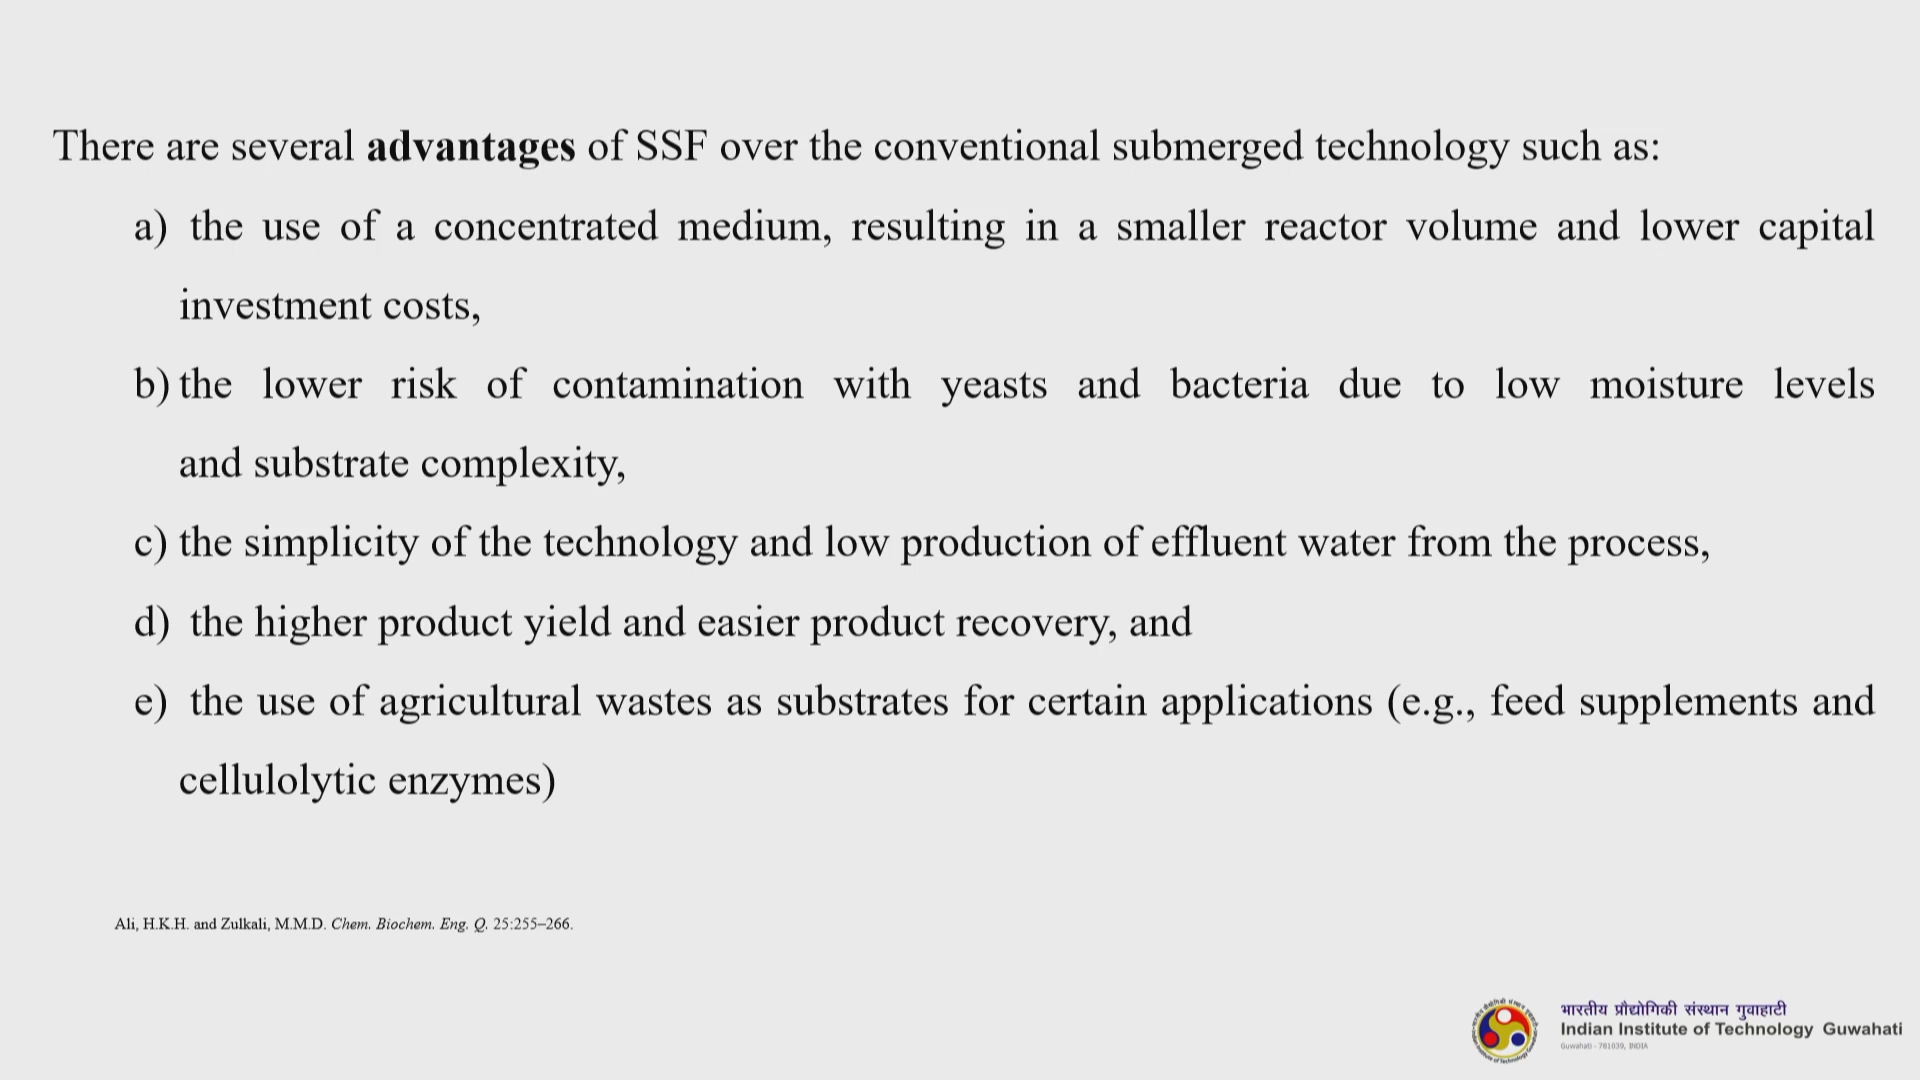 There are several advantages of SSF over the conventional submerged technology such as:
a) the use of a concentrated medium, resulting in a smaller reactor volume and lower capital
investment costs,
b) the lower risk of contamination with yeasts and bacteria due to low moisture levels
and substrate complexity,
c) the simplicity of the technology and low production of effluent water from the process,
d) the higher product yield and easier product recovery, and
e) the use of agricultural wastes as substrates for certain applications (e.g., feed supplements and
cellulolytic enzymes)
Ali, H.K.H. and Zulkali, M.M.D. Chem. Biochem. Eng. Q. 25:255–266.
भारतीय प्रौद्योगिकी संस्थान गुवाहाटी
Indian Institute of Technology Guwahati
Guwahati - 781039, INDIA